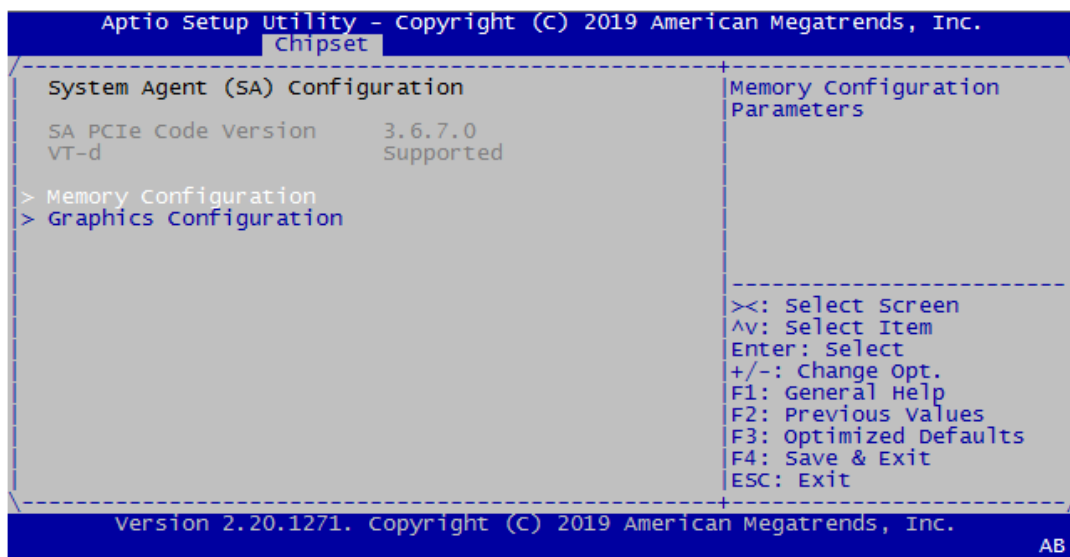 Aptio Setup Utility – Copyright (C) 2019 American Megatrends, Inc.
Chipset
System Agent (SA) Configuration
SA PCIe Code Version 3.6.7.0
VT-d Supported
> Memory Configuration
> Graphics Configuration
Memory Configuration
Parameters
><: Select Screen
^v: Select Item
Enter: Select
+/-: Change Opt.
F1: General Help
F2: Previous Values
F3: Optimized Defaults
F4: Save & Exit
ESC: Exit
Version 2.20.1271. Copyright (C) 2019 American Megatrends, Inc.
AB